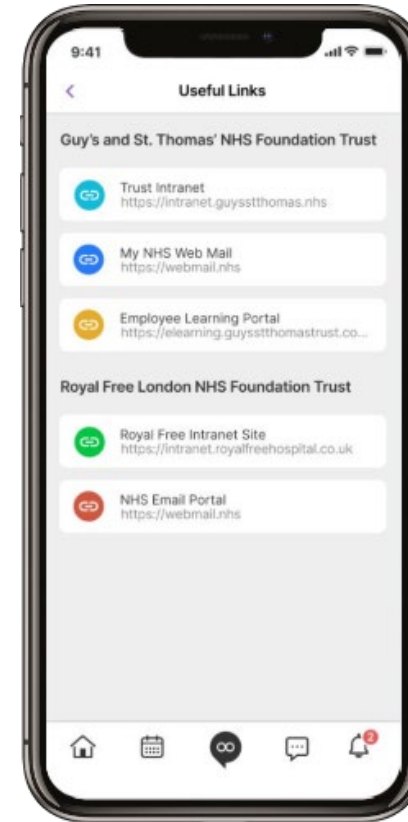 9:41
Useful Links
Guy's and St. Thomas' NHS Foundation Trust
Trust Intranet
https://intranet.guysstthomas.nhs
My NHS Web Mail
https://webmail.nhs
Employee Learning Portal
https://elearning.guysstthomastrust.co...
Royal Free London NHS Foundation Trust
Royal Free Intranet Site
https://intranet.royalfreehospital.co.uk
NHS Email Portal
https://webmail.nhs
2